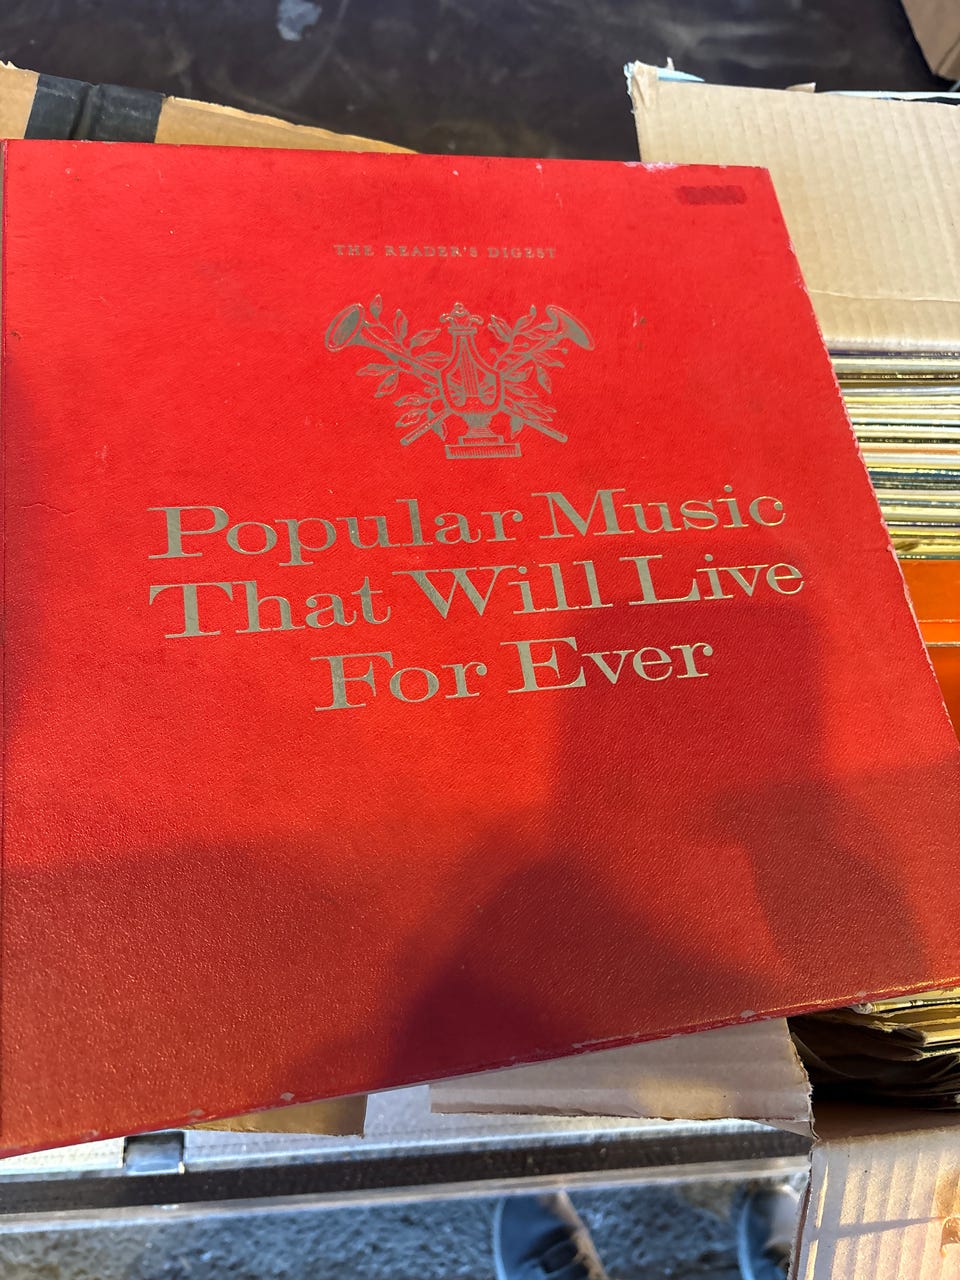 THE READER'S DIGEST
Popular Music
That Will Live
For Ever